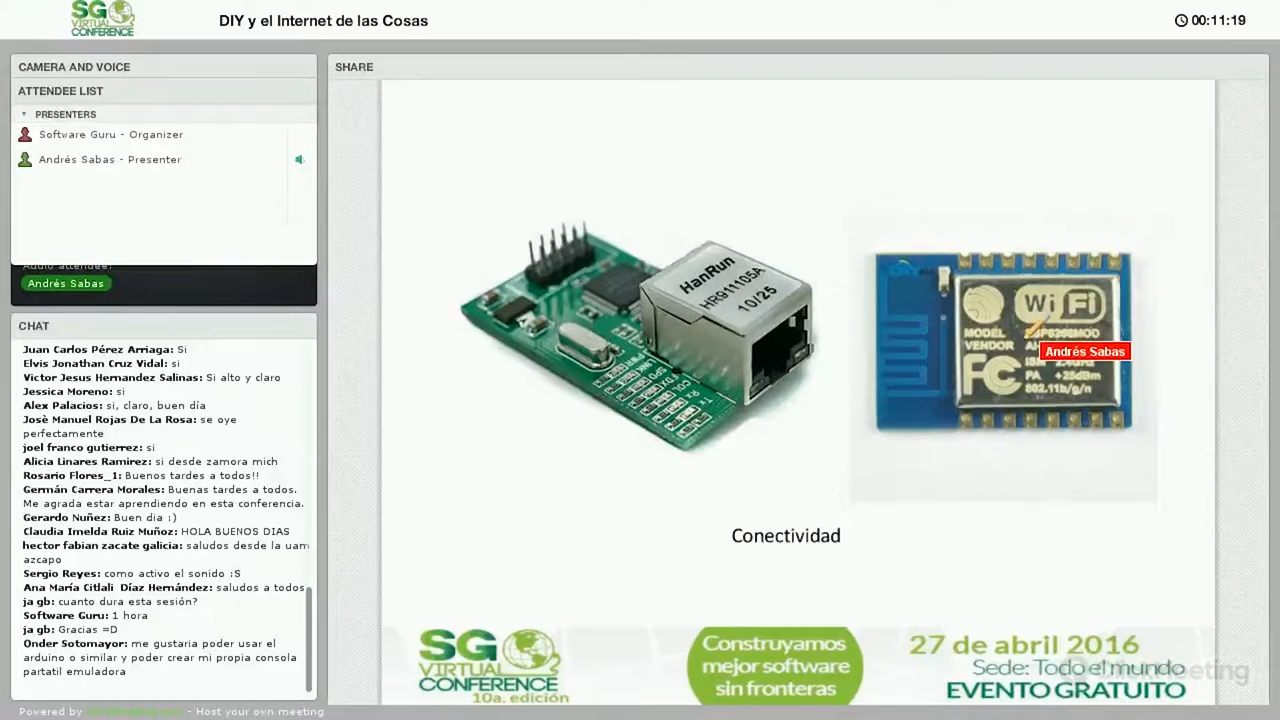 SG VIRTUAL CONFERENCE
DIY y el Internet de las Cosas
00:11:19
CAMERA AND VOICE
ATTENDEE LIST
PRESENTERS
Software Guru - Organizer
Andrés Sabas - Presenter
Andrés Sabas
CHAT
Juan Carlos Pérez Arriaga: Si
Elvis Jonathan Cruz Vidal: si
Victor Jesus Hernandez Salinas: Si alto y claro
Jessica Moreno: si
Alex Palacios: si, claro, buen día
Josè Manuel Rojas De La Rosa: se oye
perfectamente
joel franco gutierrez: si
Alicia Linares Ramirez: si desde zamora mich
Rosario Flores_1: Buenos tardes a todos!!
Germán Carrera Morales: Buenas tardes a todos.
Me agrada estar aprendiendo en esta conferencia.
Gerardo Nuñez: Buen dia :)
Claudia Imelda Ruiz Muñoz: HOLA BUENOS DIAS
hector fabian zacate galicia: saludos desde la uam
azcapo
Sergio Reyes: como activo el sonido :S
Ana María Citlali Díaz Hernández: saludos a todos
ja gb: cuanto dura esta sesión?
Software Guru: 1 hora
ja gb: Gracias =D
Onder Sotomayor: me gustaria poder usar el
arduino o similar y poder crear mi propia consola
partatil emuladora
Powered by
- Host your own meeting
SHARE
HanRun
HR911105A
10/25
WiFi
MODEL
VENDOR
FC
PA +25dBm
802.11b/g/n
Andrés Sabas
Conectividad
SG
VIRTUAL
CONFERENCE
10a. edición
Construyamos
mejor software
sin fronteras
27 de abril 2016
Sede: Todo el mundo
EVENTO GRATUITO
ClickMeeting